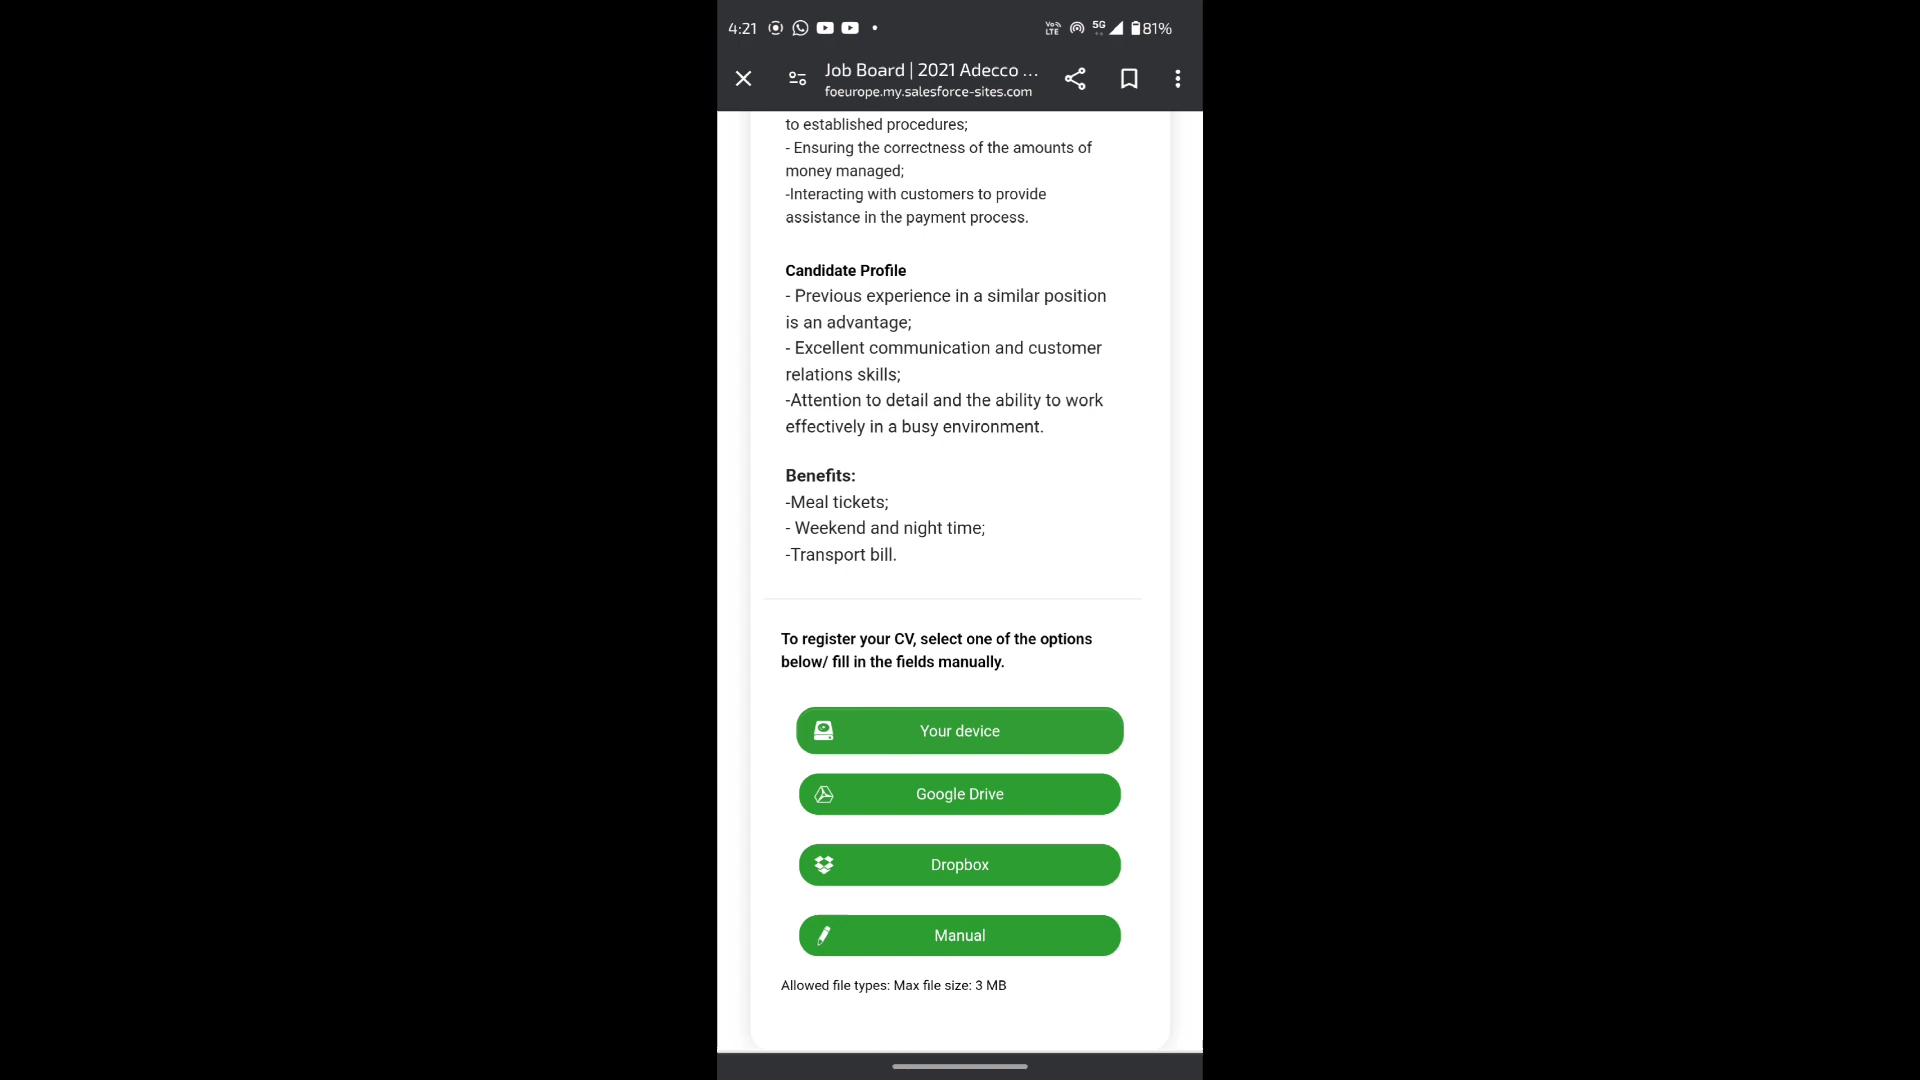 4:21
Vo LTE
5G
81%
Job Board | 2021 Adecco ...
foeurope.my.salesforce-sites.com
to established procedures;
- Ensuring the correctness of the amounts of
money managed;
-Interacting with customers to provide
assistance in the payment process.
Candidate Profile
- Previous experience in a similar position
is an advantage;
- Excellent communication and customer
relations skills;
-Attention to detail and the ability to work
effectively in a busy environment.
Benefits:
-Meal tickets;
- Weekend and night time;
-Transport bill.
To register your CV, select one of the options
below/ fill in the fields manually.
Your device
Google Drive
Dropbox
Manual
Allowed file types: Max file size: 3 MB